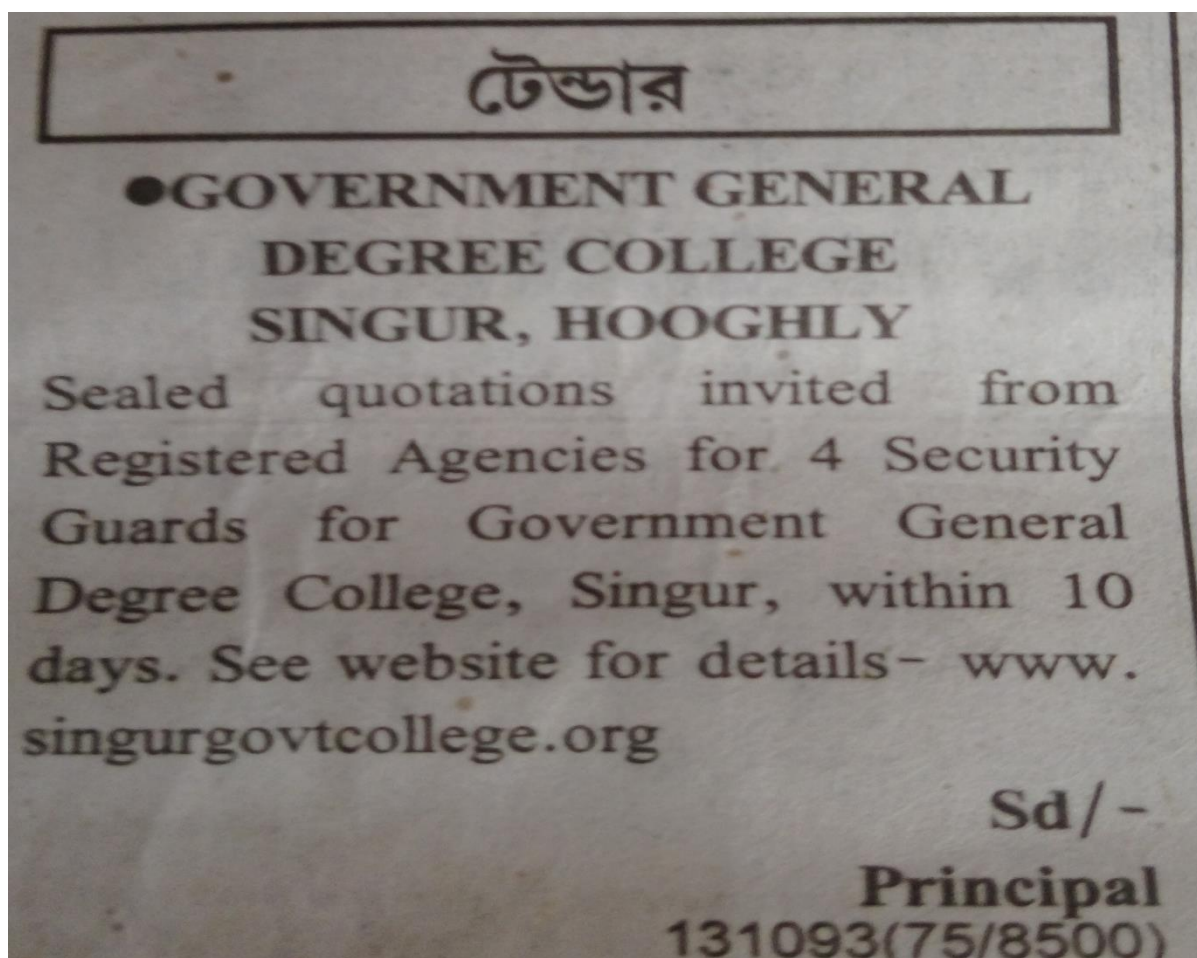 টেন্ডার
●GOVERNMENT GENERAL
DEGREE COLLEGE
SINGUR, HOOGHLY
Sealed quotations invited from
Registered Agencies for 4 Security
Guards for Government General
Degree College, Singur, within 10
days. See website for details- www.
singurgovtcollege.org
Sd/-
Principal
131093(75/8500)